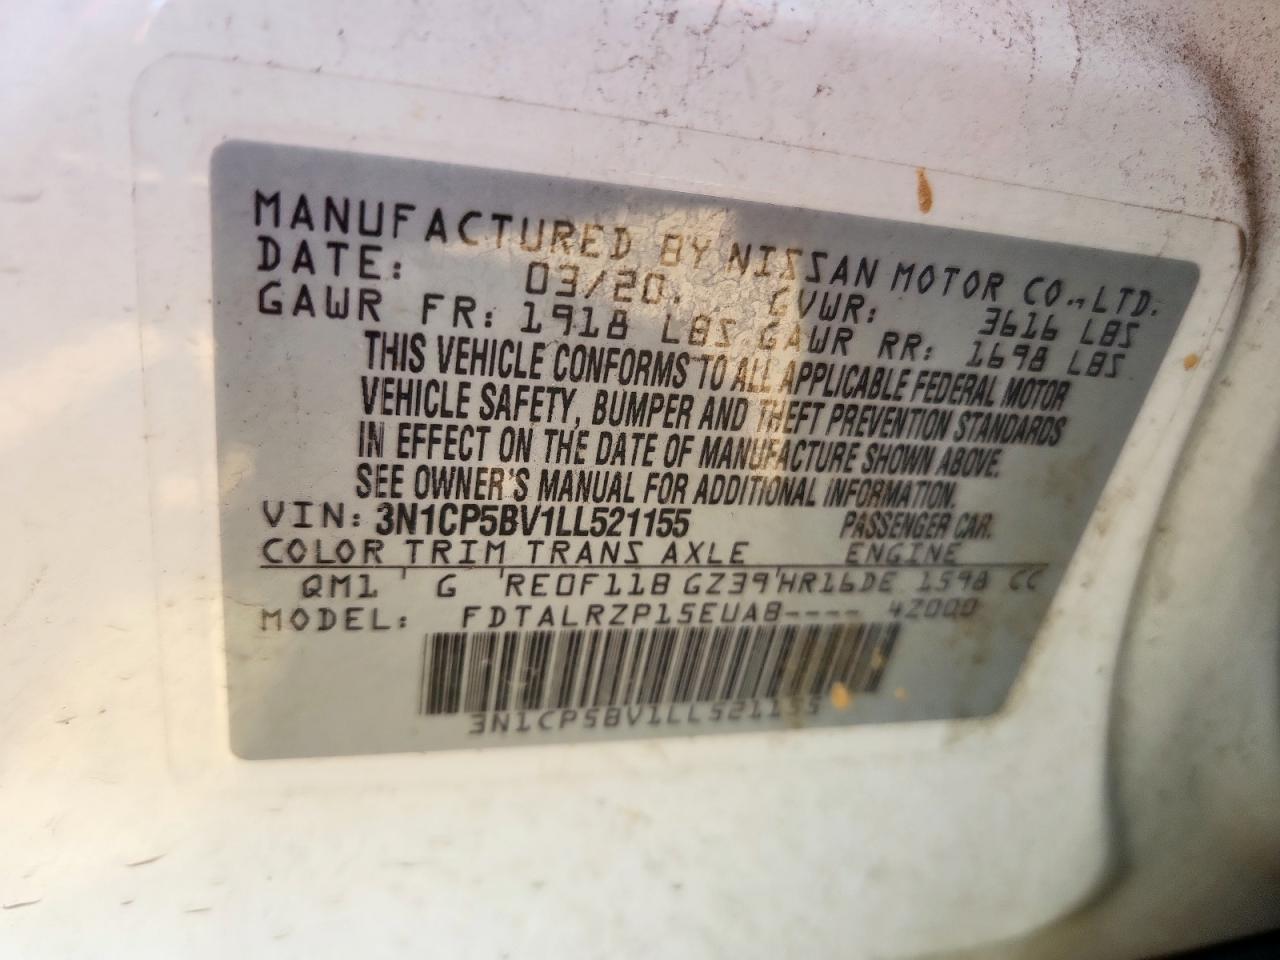 MANUFACTURED BY NISSAN MOTOR CO.,LTD.
DATE: 03/20. GVWR: 3616 LBS
GAWR FR: 1918 LBS GAWR RR: 1698 LBS
THIS VEHICLE CONFORMS TO ALL APPLICABLE FEDERAL MOTOR
VEHICLE SAFETY, BUMPER AND THEFT PREVENTION STANDARDS
IN EFFECT ON THE DATE OF MANUFACTURE SHOWN ABOVE.
SEE OWNER'S MANUAL FOR ADDITIONAL INFORMATION.
VIN: 3N1CP5BV1LL521155 PASSENGER CAR.
COLOR TRIM TRANS AXLE ENGINE
QM1 ' G 'RE0F11B GZ39'HR16DE 1598 CC
MODEL: FDTALRZP15EUAB---- 42000
3N1CP5BV1LL521155